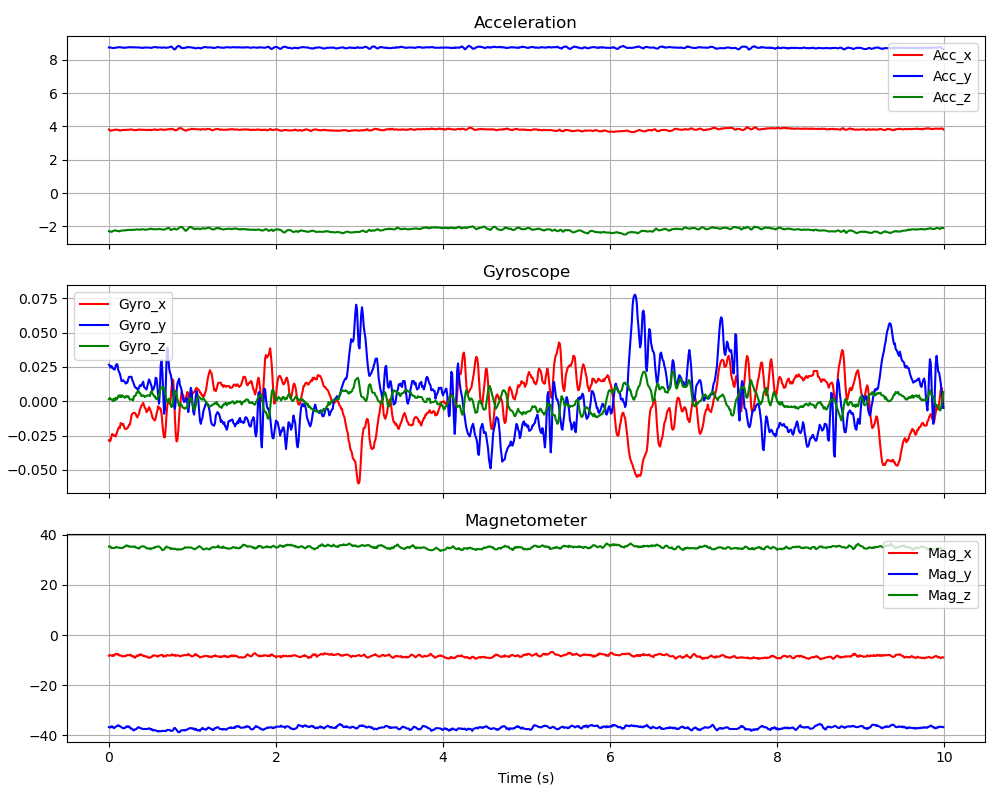 Acceleration
8
6
4
2
0
−2
Acc_x
Acc_y
Acc_z
Gyroscope
0.075
0.050
0.025
0.000
−0.025
−0.050
Gyro_x
Gyro_y
Gyro_z
Magnetometer
40
20
0
−20
−40
Mag_x
Mag_y
Mag_z
0 2 4 6 8 10
Time (s)